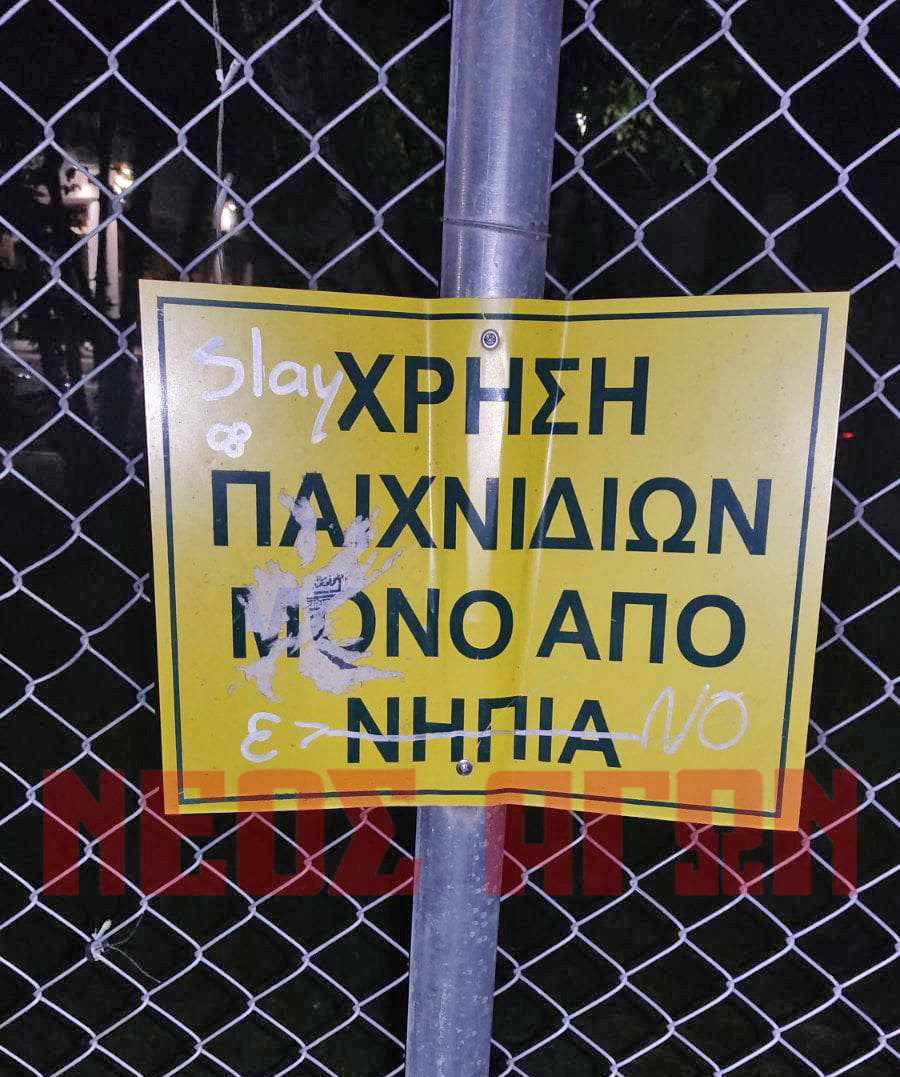 Slay ΧΡΗΣΗ
ΠΑΙΧΝΙΔΙΩΝ
ΜΟΝΟ ΑΠΟ
ε> ΝΗΠΙΑ NO
ΝΕΟΣ ΑΓΩΝ